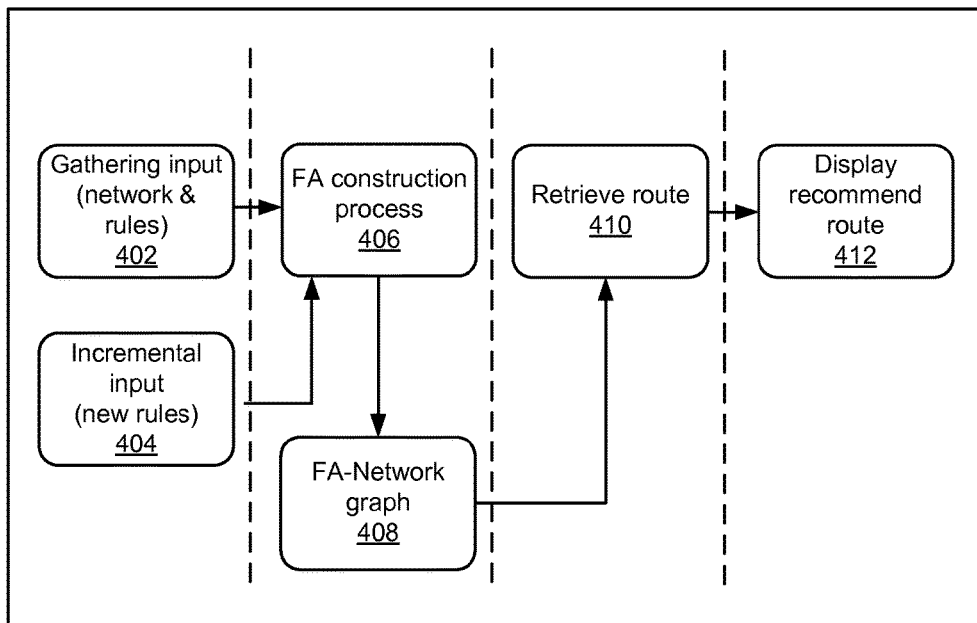 Gathering input
(network &
rules)
402
Incremental
input
(new rules)
404
FA construction
process
406
FA-Network
graph
408
Retrieve route
410
Display
recommend
route
412